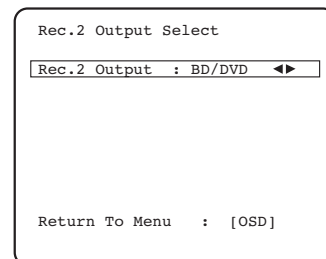 Rec.2 Output Select
Rec.2 Output : BD/DVD ◄►
Return To Menu : [OSD]